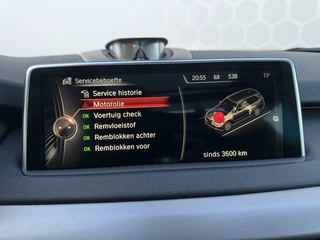 Servicebehoefte
20:55 538 TP
Service historie
Motorolie
OK Voertuig check
OK Remvloeistof
OK Remblokken achter
OK Remblokken voor
sinds 3600 km